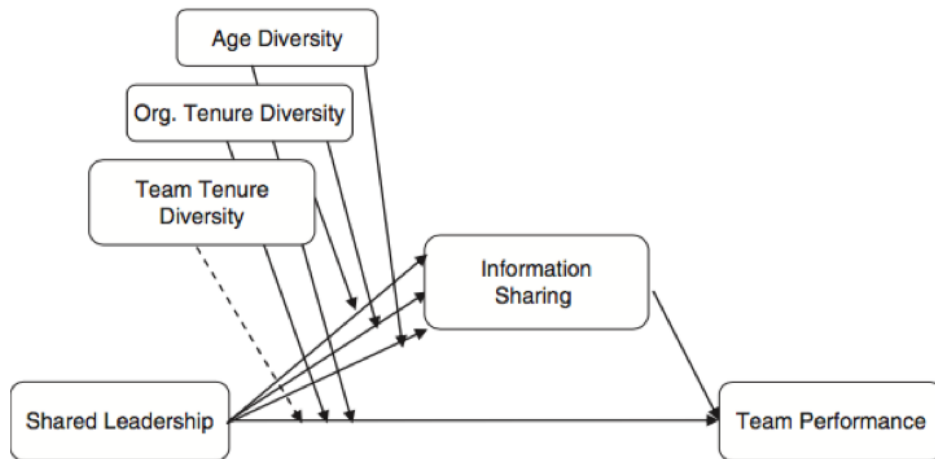 Age Diversity
Org. Tenure Diversity
Team Tenure
Diversity
Information
Sharing
Shared Leadership
Team Performance